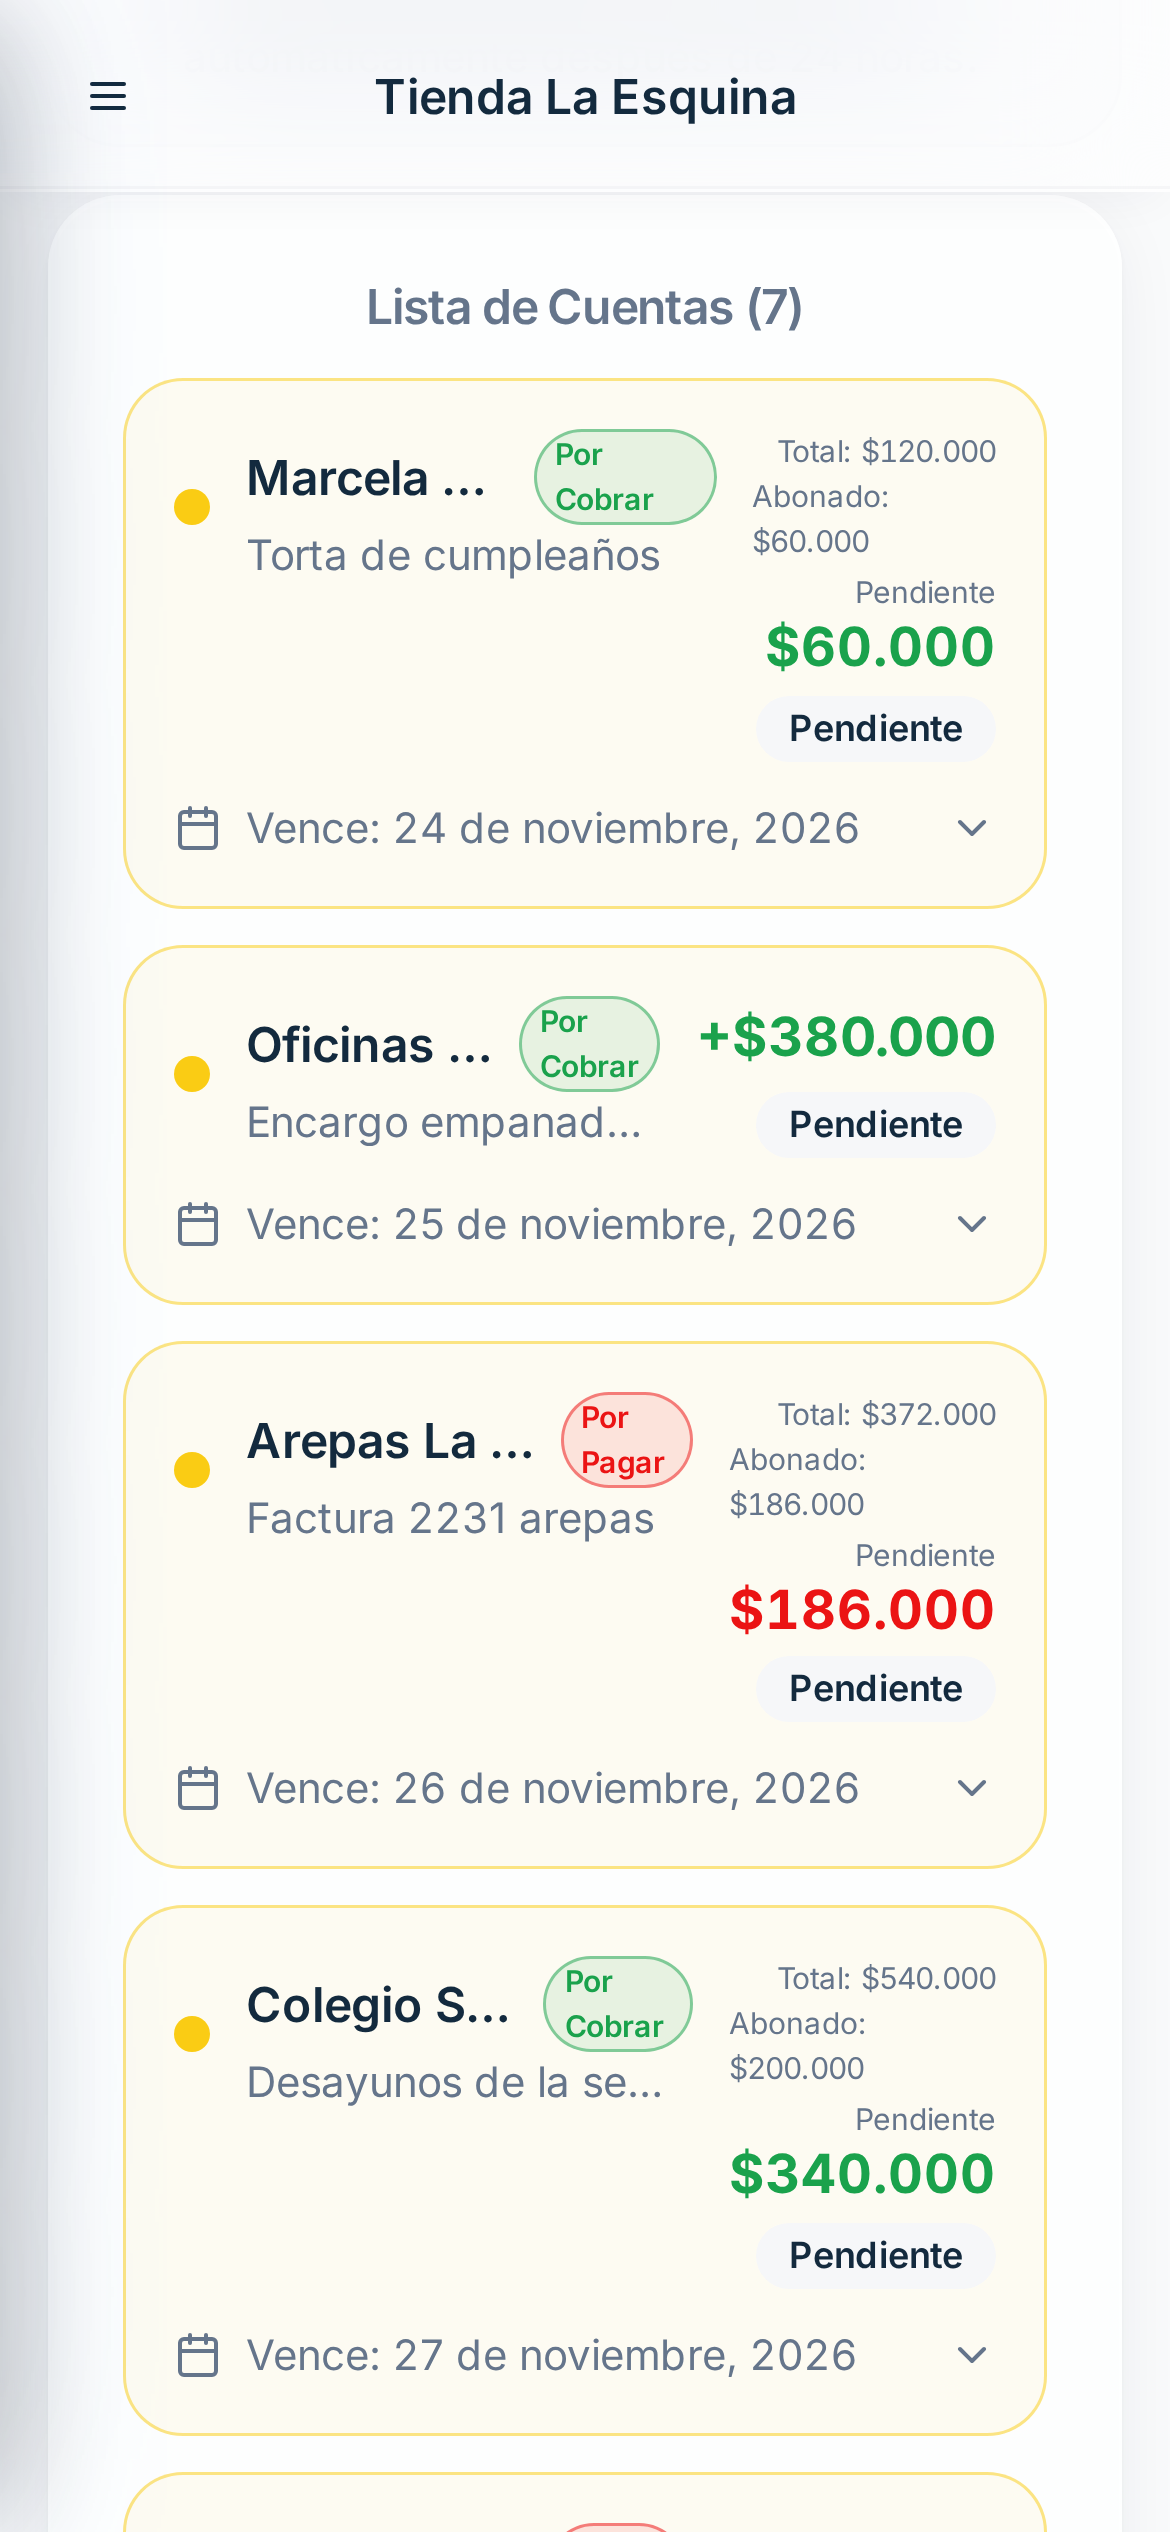 Tienda La Esquina
Lista de Cuentas (7)
Marcela ...
Por
Cobrar
Torta de cumpleaños
Total: $120.000
Abonado:
$60.000
Pendiente
$60.000
Pendiente
Vence: 24 de noviembre, 2026
Oficinas ...
Por
Cobrar
Encargo empanad...
+$380.000
Pendiente
Vence: 25 de noviembre, 2026
Arepas La ...
Por
Pagar
Factura 2231 arepas
Total: $372.000
Abonado:
$186.000
Pendiente
$186.000
Pendiente
Vence: 26 de noviembre, 2026
Colegio S...
Por
Cobrar
Desayunos de la se...
Total: $540.000
Abonado:
$200.000
Pendiente
$340.000
Pendiente
Vence: 27 de noviembre, 2026